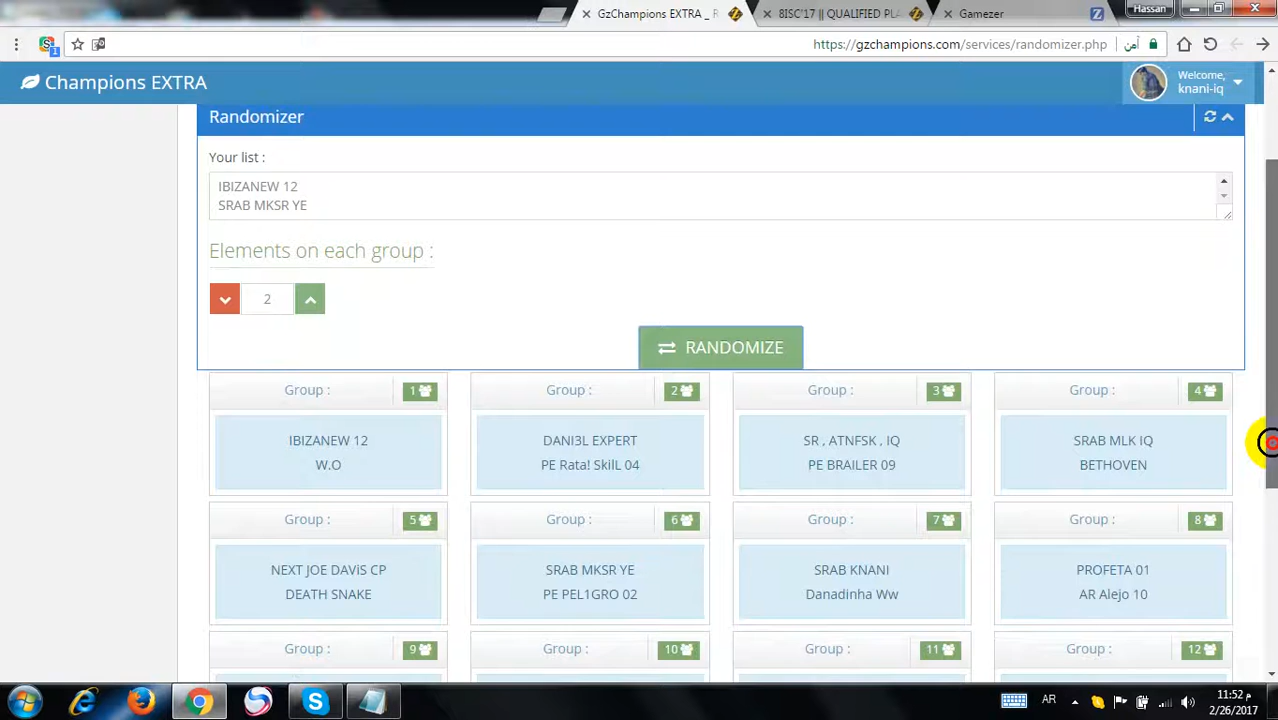 GzChampions EXTRA _ R
8ISC'17 || QUALIFIED PL
Gamezer
Hassan
https://gzchampions.com/services/randomizer.php
آمن
Champions EXTRA
Welcome,
knani-iq
Randomizer
Your list :
IBIZANEW 12
SRAB MKSR YE
Elements on each group :
2
RANDOMIZE
Group : 1
Group : 2
Group : 3
Group : 4
IBIZANEW 12
W.O
DANI3L EXPERT
PE Rata! SkilL 04
SR , ATNFSK , IQ
PE BRAILER 09
SRAB MLK IQ
BETHOVEN
Group : 5
Group : 6
Group : 7
Group : 8
NEXT JOE DAViS CP
DEATH SNAKE
SRAB MKSR YE
PE PEL1GRO 02
SRAB KNANI
Danadinha Ww
PROFETA 01
AR Alejo 10
Group : 9
Group : 10
Group : 11
Group : 12
AR
11:52 م
2/26/2017